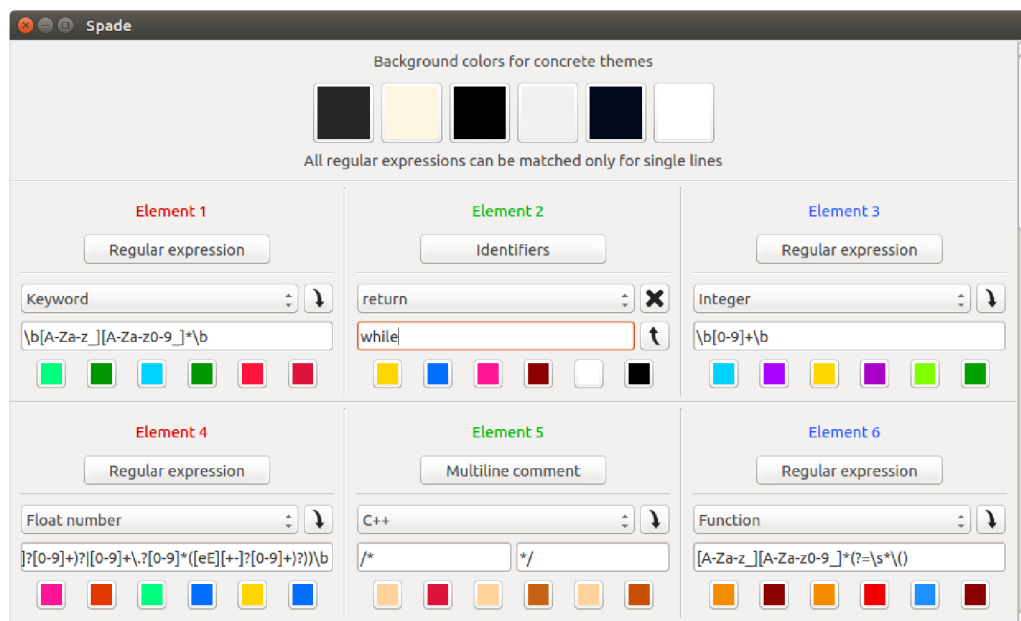 Spade
Background colors for concrete themes
All regular expressions can be matched only for single lines
Element 1
Element 2
Element 3
Regular expression
Identifiers
Regular expression
Keyword
return
Integer
\b[A-Za-z_][A-Za-z0-9_]*\b
while
\b[0-9]+\b
Element 4
Element 5
Element 6
Regular expression
Multiline comment
Regular expression
Float number
C++
Function
]?[0-9]+)?|[0-9]+\.?[0-9]*([eE][+-]?[0-9]+)?))\b
/*
*/
[A-Za-z_][A-Za-z0-9_]*(?=\s*\()